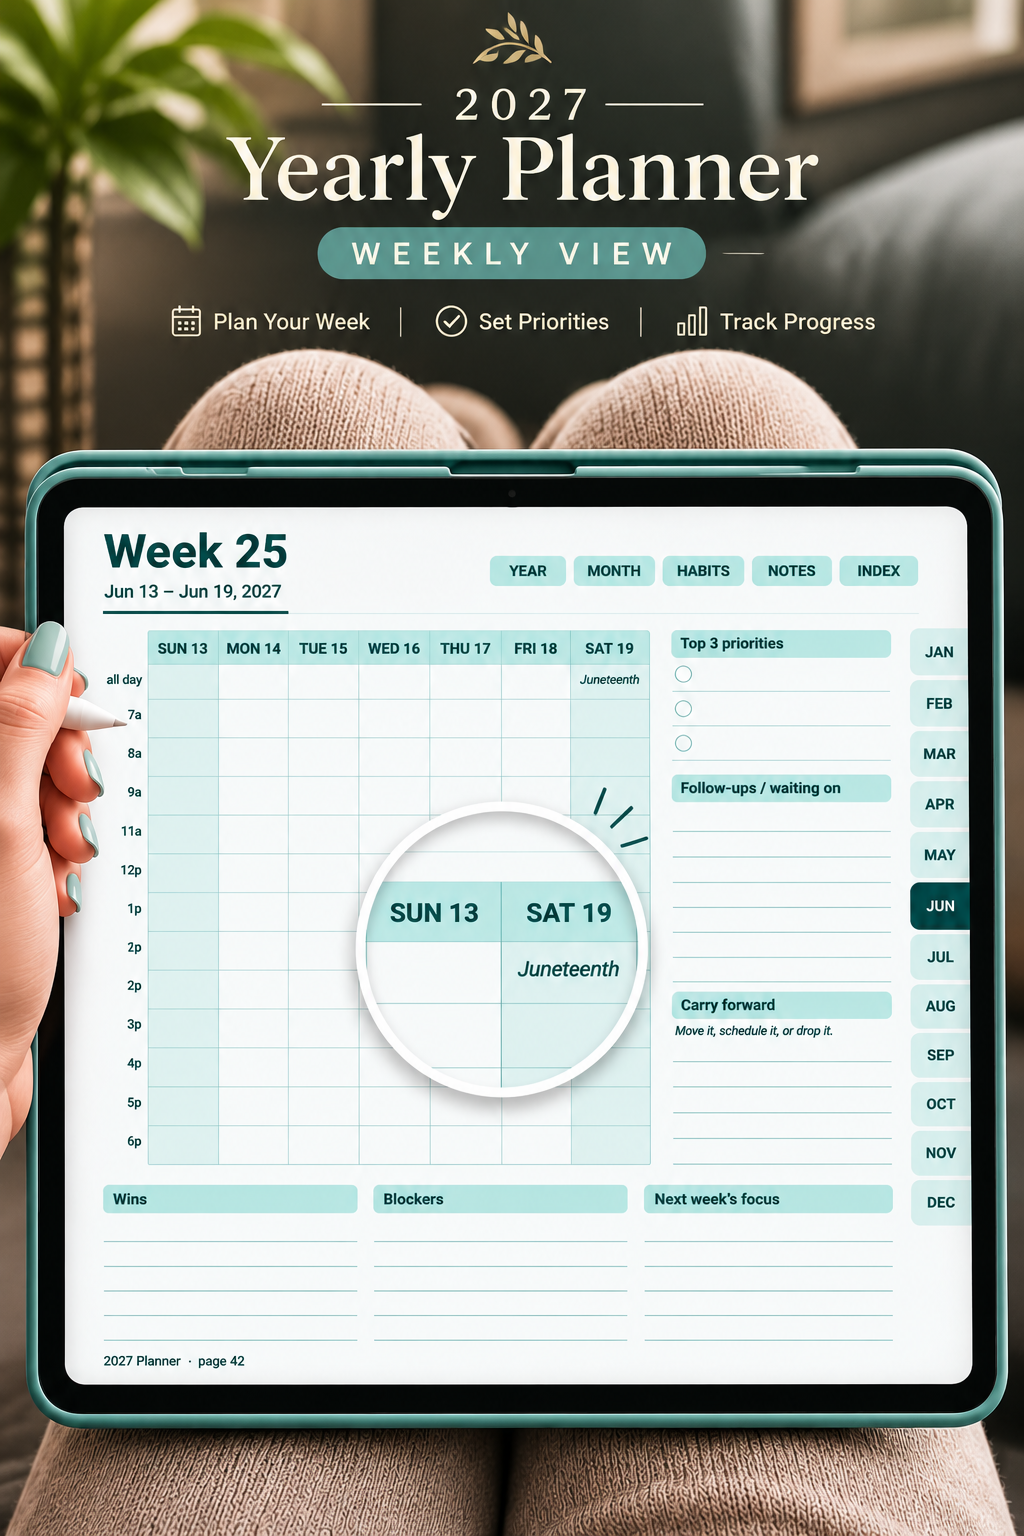 2027
Yearly Planner
WEEKLY VIEW
Plan Your Week
Set Priorities
Track Progress
Week 25
Jun 13 – Jun 19, 2027
YEAR
MONTH
HABITS
NOTES
INDEX
SUN 13
MON 14
TUE 15
WED 16
THU 17
FRI 18
SAT 19
all day
Juneteenth
7a
8a
9a
11a
12p
1p
2p
2p
3p
4p
5p
6p
SUN 13
SAT 19
Juneteenth
Top 3 priorities
Follow-ups / waiting on
Carry forward
Move it, schedule it, or drop it.
JAN
FEB
MAR
APR
MAY
JUN
JUL
AUG
SEP
OCT
NOV
DEC
Wins
Blockers
Next week's focus
2027 Planner · page 42